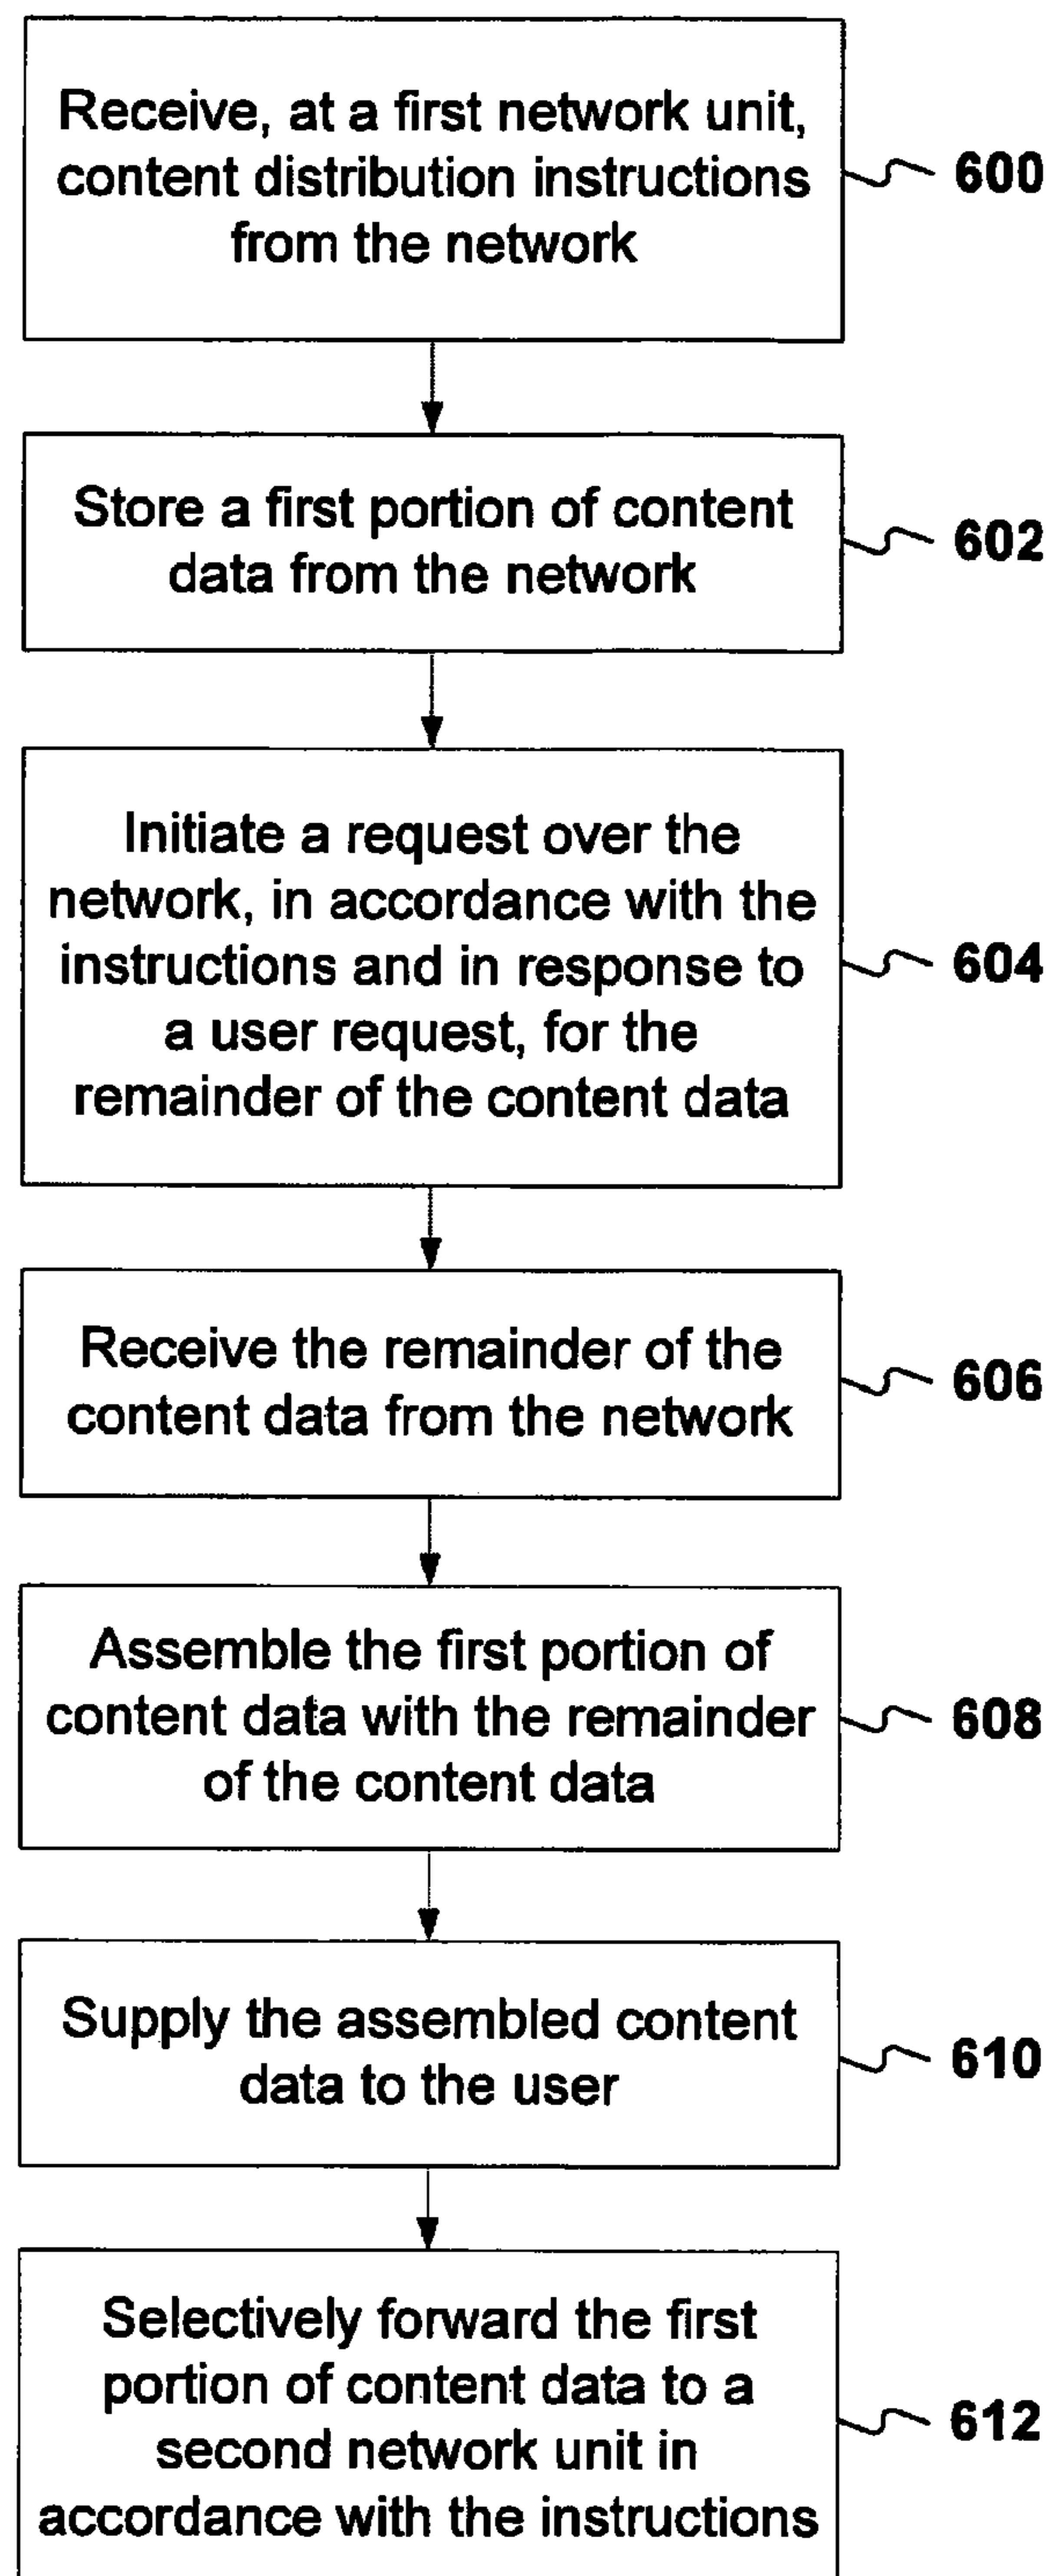 Receive, at a first network unit,
content distribution instructions
from the network
600
Store a first portion of content
data from the network
602
Initiate a request over the
network, in accordance with the
instructions and in response to
a user request, for the
remainder of the content data
604
Receive the remainder of the
content data from the network
606
Assemble the first portion of
content data with the remainder
of the content data
608
Supply the assembled content
data to the user
610
Selectively forward the first
portion of content data to a
second network unit in
accordance with the instructions
612